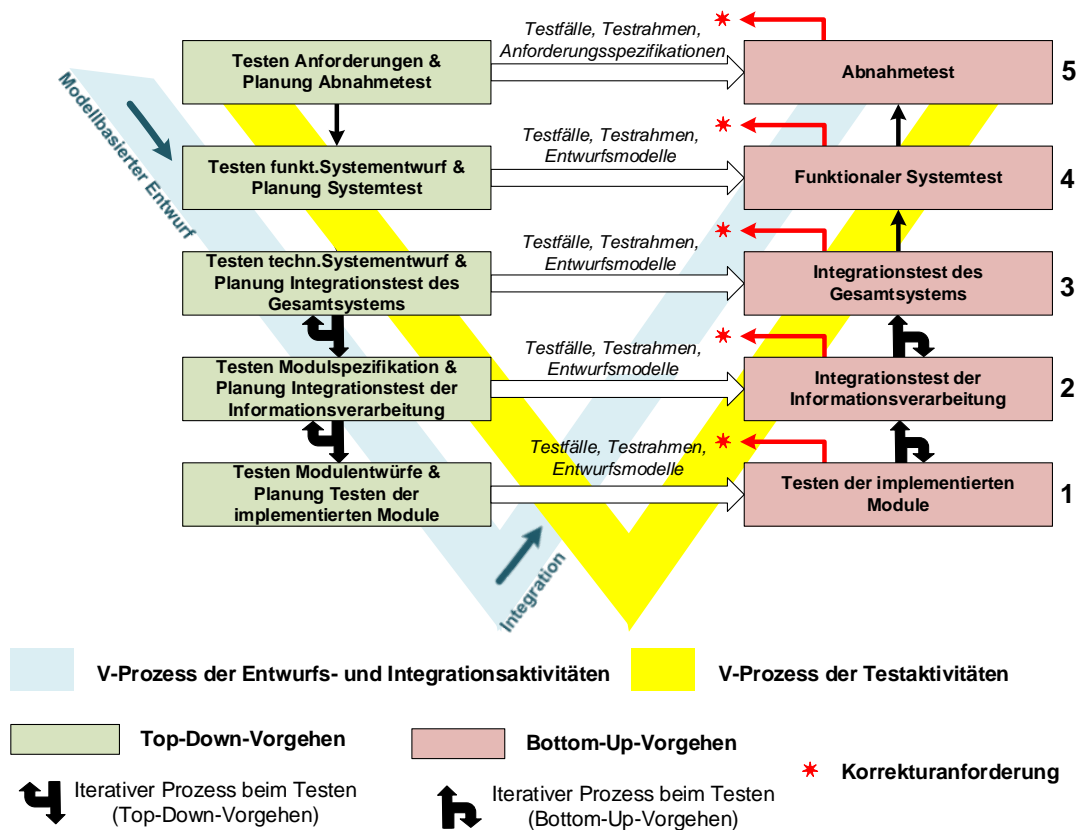 Testfälle, Testrahmen,
Anforderungsspezifikationen
Testen Anforderungen &
Planung Abnahmetest
Abnahmetest
5
Modellbasierter Entwurf
Testfälle, Testrahmen,
Entwurfsmodelle
Testen funkt.Systementwurf &
Planung Systemtest
Funktionaler Systemtest
4
Testfälle, Testrahmen,
Entwurfsmodelle
Testen techn.Systementwurf &
Planung Integrationstest des
Gesamtsystems
Integrationstest des
Gesamtsystems
3
Testfälle, Testrahmen,
Entwurfsmodelle
Testen Modulspezifikation &
Planung Integrationstest der
Informationsverarbeitung
Integrationstest der
Informationsverarbeitung
2
Testfälle, Testrahmen,
Entwurfsmodelle
Testen Modulentwürfe &
Planung Testen der
implementierten Module
Testen der implementierten
Module
1
Integration
V-Prozess der Entwurfs- und Integrationsaktivitäten
V-Prozess der Testaktivitäten
Top-Down-Vorgehen
Bottom-Up-Vorgehen
Korrekturanforderung
Iterativer Prozess beim Testen
(Top-Down-Vorgehen)
Iterativer Prozess beim Testen
(Bottom-Up-Vorgehen)